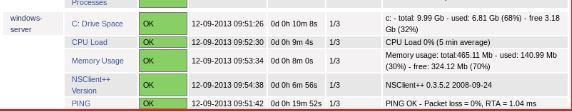 Processes
windows-server
C: Drive Space OK 12-09-2013 09:51:26 0d 0h 10m 8s 1/3 c: - total: 9.99 Gb - used: 6.81 Gb (68%) - free 3.18 Gb (32%)
CPU Load OK 12-09-2013 09:52:30 0d 0h 9m 4s 1/3 CPU Load 0% (5 min average)
Memory Usage OK 12-09-2013 09:53:34 0d 0h 8m 0s 1/3 Memory usage: total:465.11 Mb - used: 140.99 Mb (30%) - free: 324.12 Mb (70%)
NSClient++ Version OK 12-09-2013 09:54:38 0d 0h 6m 56s 1/3 NSClient++ 0.3.5.2 2008-09-24
PING OK 12-09-2013 09:51:42 0d 0h 19m 52s 1/3 PING OK - Packet loss = 0%, RTA = 1.04 ms